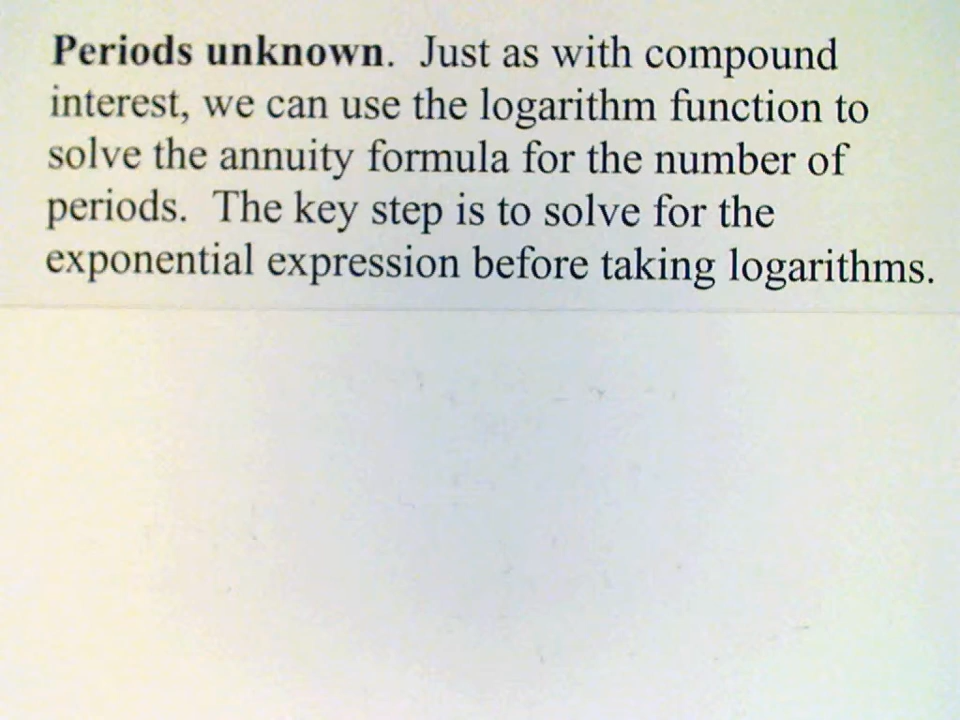 Periods unknown.  Just as with compound
interest, we can use the logarithm function to
solve the annuity formula for the number of
periods.  The key step is to solve for the
exponential expression before taking logarithms.